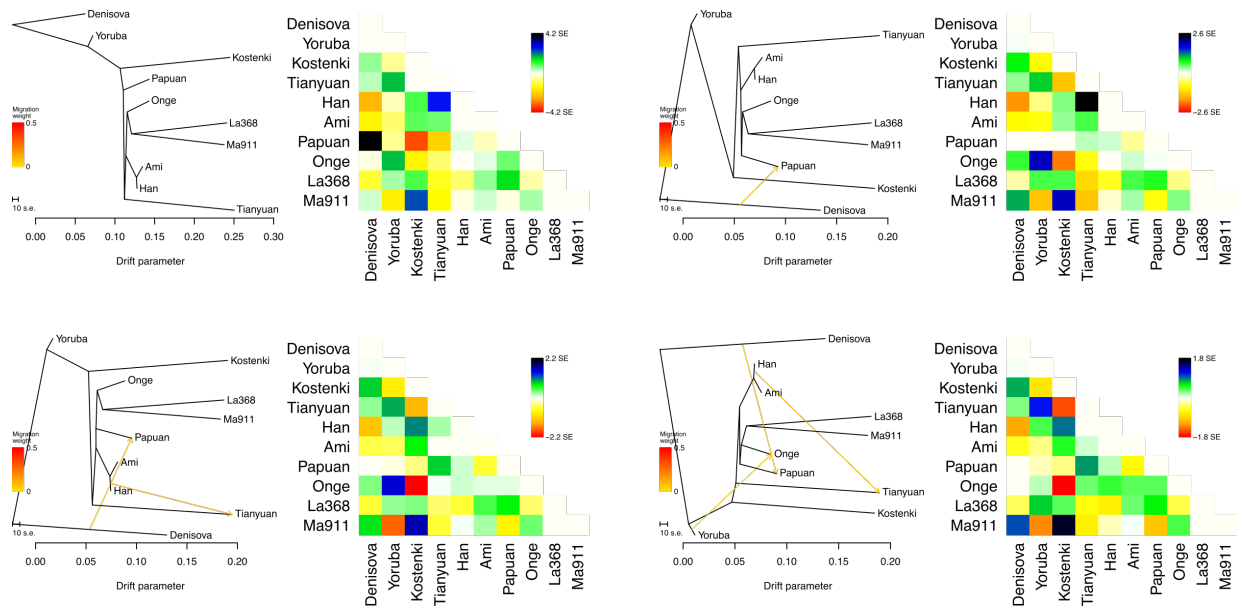 Denisova
Yoruba
Kostenki
Papuan
Onge
La368
Ma911
Ami
Han
Tianyuan
Migration
weight
0.5
0
10 s.e.
0.00 0.05 0.10 0.15 0.20 0.25 0.30
Drift parameter
Denisova
Yoruba
Kostenki
Tianyuan
Han
Ami
Papuan
Onge
La368
Ma911
4.2 SE
−4.2 SE
Denisova Yoruba Kostenki Tianyuan Han Ami Papuan Onge La368 Ma911
Yoruba
Tianyuan
Ami
Han
Onge
La368
Ma911
Papuan
Kostenki
Denisova
Migration
weight
0.5
0
10 s.e.
0.00 0.05 0.10 0.15 0.20
Drift parameter
Denisova
Yoruba
Kostenki
Tianyuan
Han
Ami
Papuan
Onge
La368
Ma911
2.6 SE
−2.6 SE
Denisova Yoruba Kostenki Tianyuan Han Ami Papuan Onge La368 Ma911
Yoruba
Kostenki
Onge
La368
Ma911
Papuan
Ami
Han
Tianyuan
Denisova
Migration
weight
0.5
0
10 s.e.
0.00 0.05 0.10 0.15 0.20
Drift parameter
Denisova
Yoruba
Kostenki
Tianyuan
Han
Ami
Papuan
Onge
La368
Ma911
2.2 SE
−2.2 SE
Denisova Yoruba Kostenki Tianyuan Han Ami Papuan Onge La368 Ma911
Denisova
Han
Ami
La368
Ma911
Onge
Papuan
Tianyuan
Kostenki
Yoruba
Migration
weight
0.5
0
10 s.e.
0.00 0.05 0.10 0.15 0.20
Drift parameter
Denisova
Yoruba
Kostenki
Tianyuan
Han
Ami
Papuan
Onge
La368
Ma911
1.8 SE
−1.8 SE
Denisova Yoruba Kostenki Tianyuan Han Ami Papuan Onge La368 Ma911